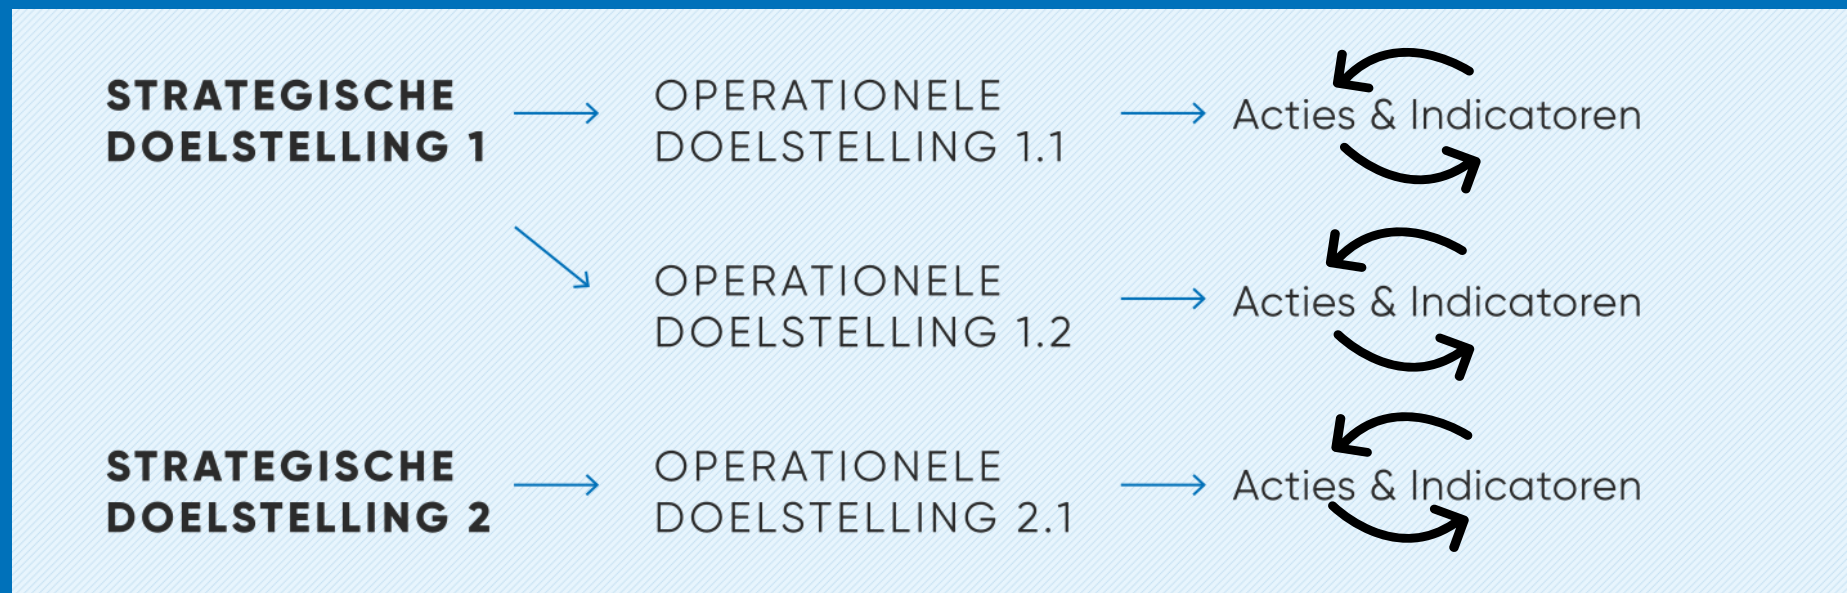 STRATEGISCHE
DOELSTELLING 1
OPERATIONELE
DOELSTELLING 1.1
Acties & Indicatoren
OPERATIONELE
DOELSTELLING 1.2
Acties & Indicatoren
STRATEGISCHE
DOELSTELLING 2
OPERATIONELE
DOELSTELLING 2.1
Acties & Indicatoren